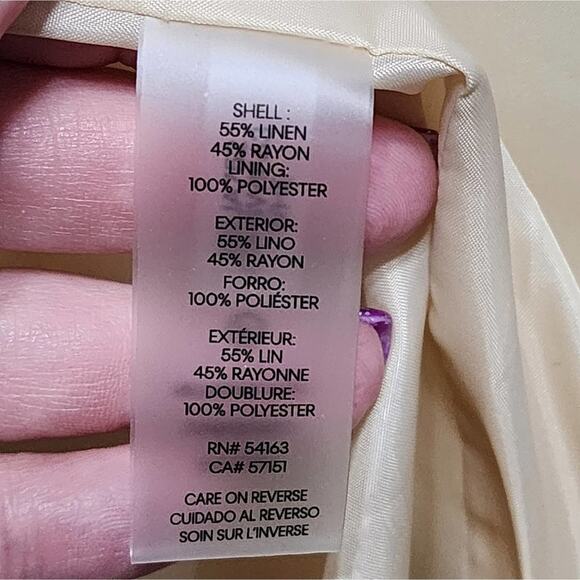 SHELL :
55% LINEN
45% RAYON
LINING:
100% POLYESTER
EXTERIOR:
55% LINO
45% RAYON
FORRO:
100% POLIÉSTER
EXTÉRIEUR:
55% LIN
45% RAYONNE
DOUBLURE:
100% POLYESTER
RN# 54163
CA# 57151
CARE ON REVERSE
CUIDADO AL REVERSO
SOIN SUR L'INVERSE